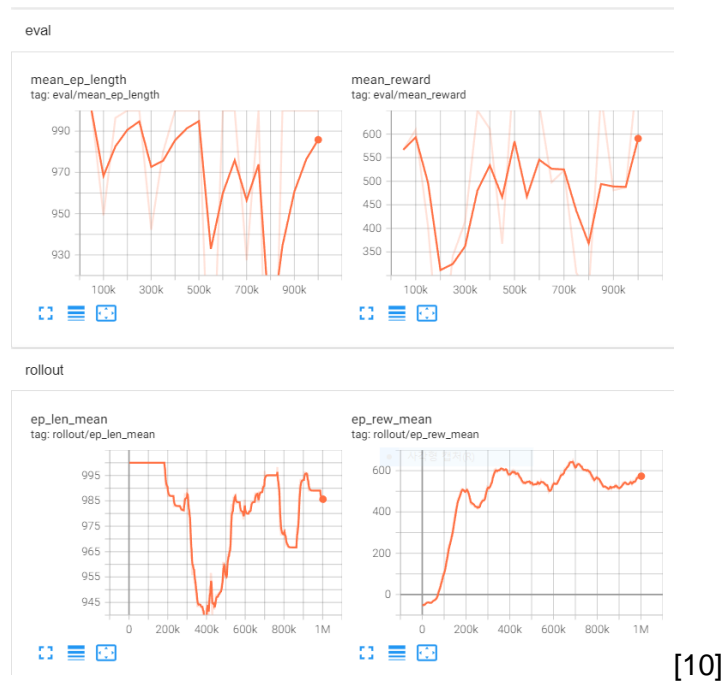 eval
mean_ep_length
tag: eval/mean_ep_length
990
970
950
930
100k 300k 500k 700k 900k
mean_reward
tag: eval/mean_reward
600
550
500
450
400
350
100k 300k 500k 700k 900k
rollout
ep_len_mean
tag: rollout/ep_len_mean
995
985
975
965
955
945
0 200k 400k 600k 800k 1M
ep_rew_mean
tag: rollout/ep_rew_mean
600
400
200
0
0 200k 400k 600k 800k 1M
[10]